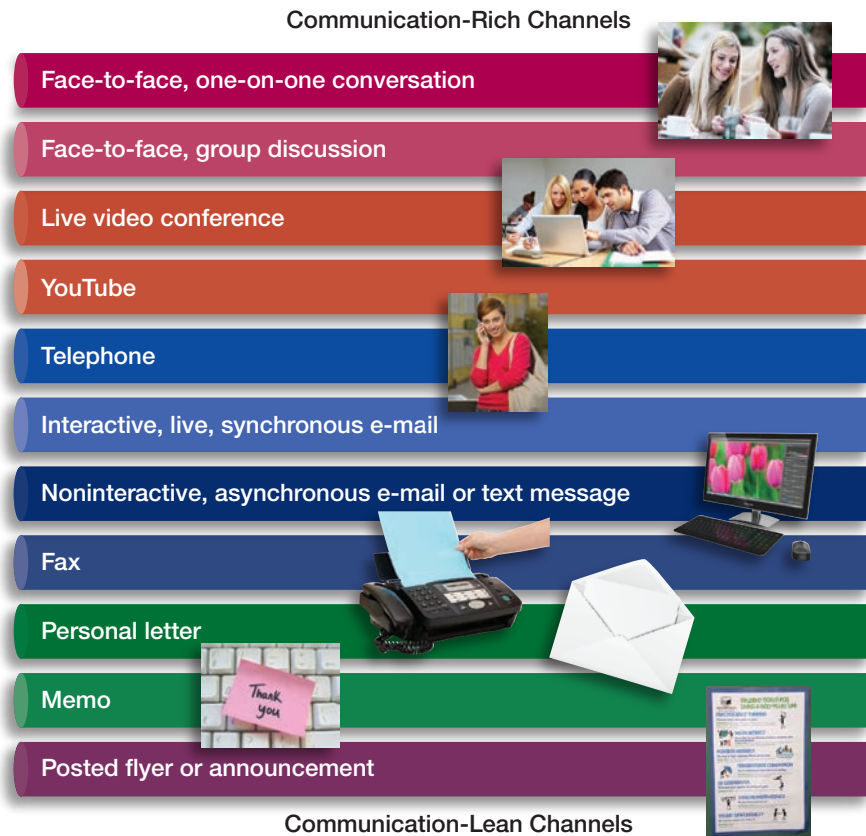 Communication-Rich Channels
Face-to-face, one-on-one conversation
Face-to-face, group discussion
Live video conference
YouTube
Telephone
Interactive, live, synchronous e-mail
Noninteractive, asynchronous e-mail or text message
Fax
Personal letter
Thank
you
Memo
Posted flyer or announcement
Communication-Lean Channels